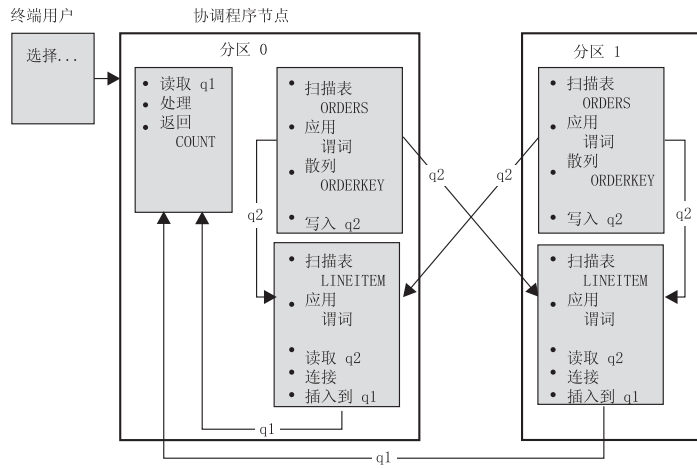 终端用户
协调程序节点
选择...
分区 0
• 读取 q1
• 处理
• 返回
COUNT
• 扫描表
ORDERS
• 应用
谓词
• 散列
ORDERKEY
• 写入 q2
q2
• 扫描表
LINEITEM
• 应用
谓词
• 读取 q2
• 连接
• 插入到 q1
q1
q2
q2
分区 1
• 扫描表
ORDERS
• 应用
谓词
• 散列
ORDERKEY
• 写入 q2
q2
• 扫描表
LINEITEM
• 应用
谓词
• 读取 q2
• 连接
• 插入到 q1
q1